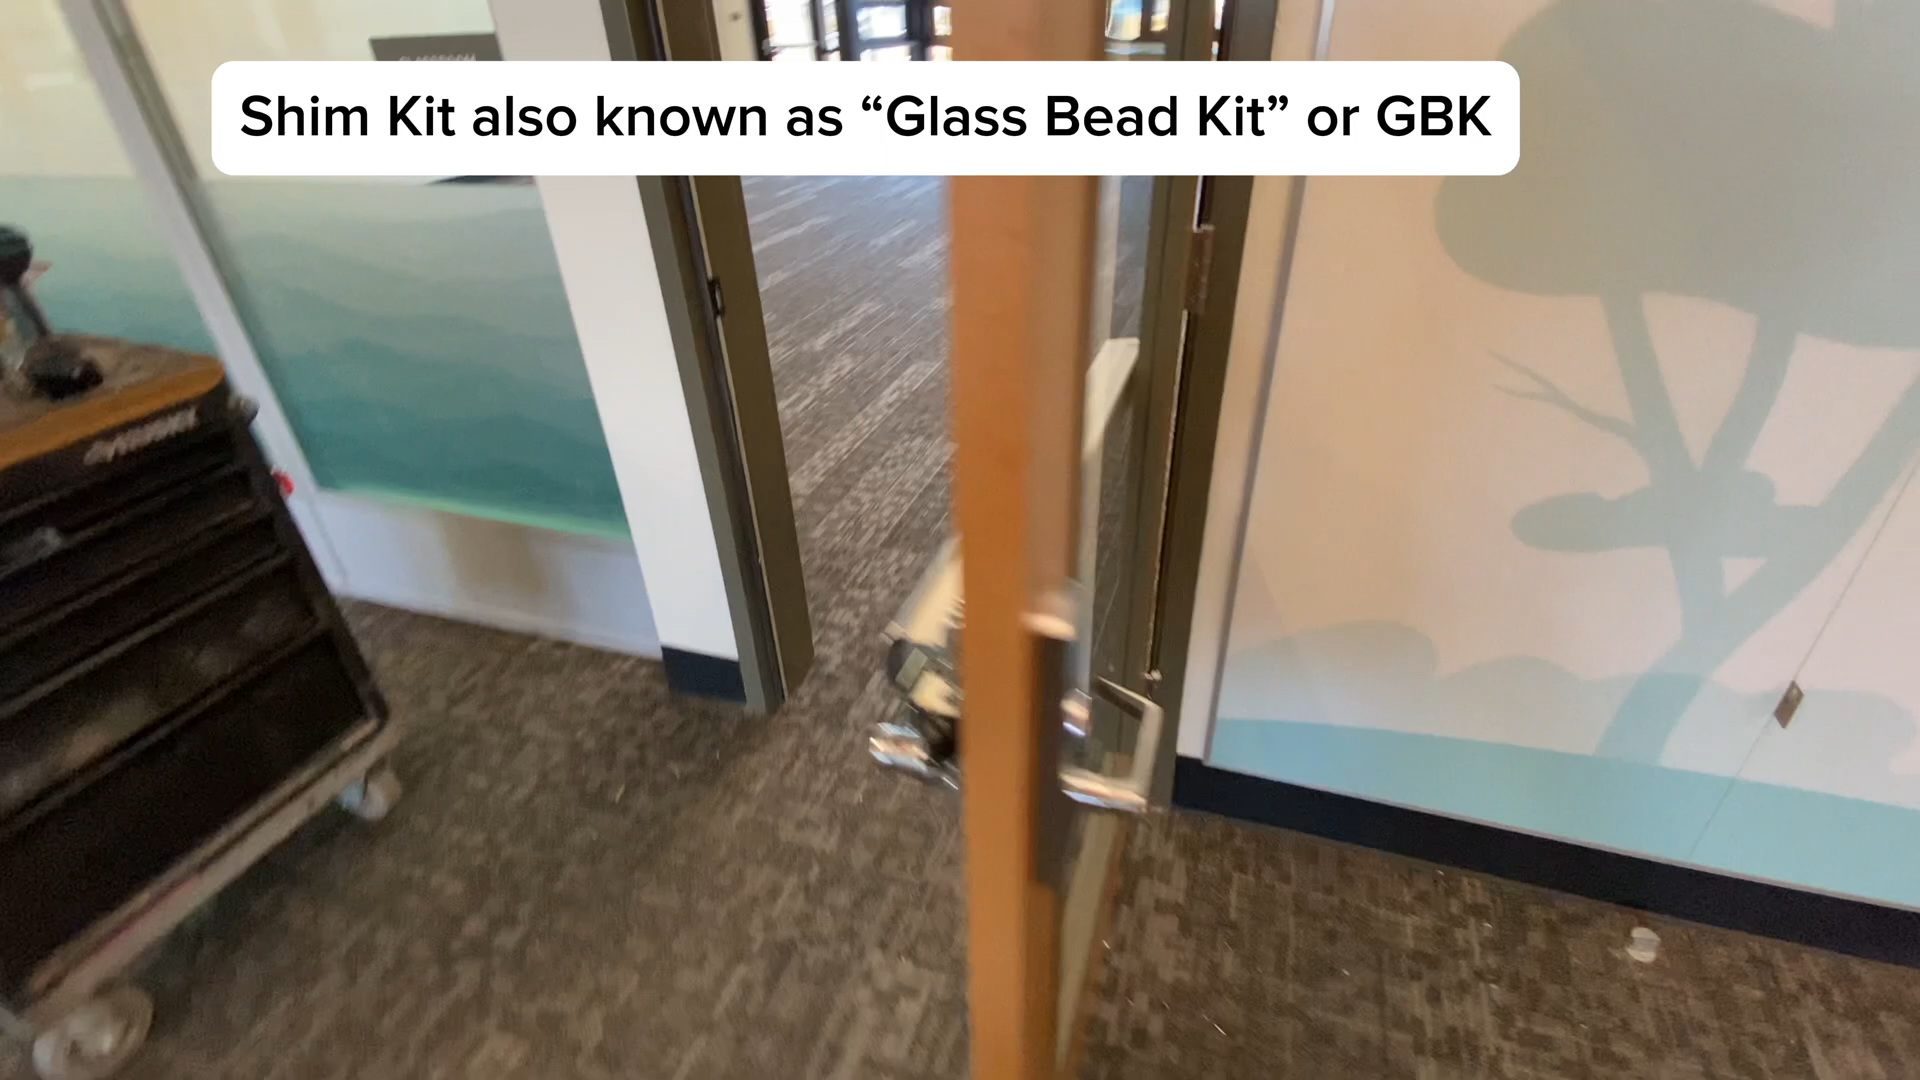 Shim Kit also known as “Glass Bead Kit” or GBK